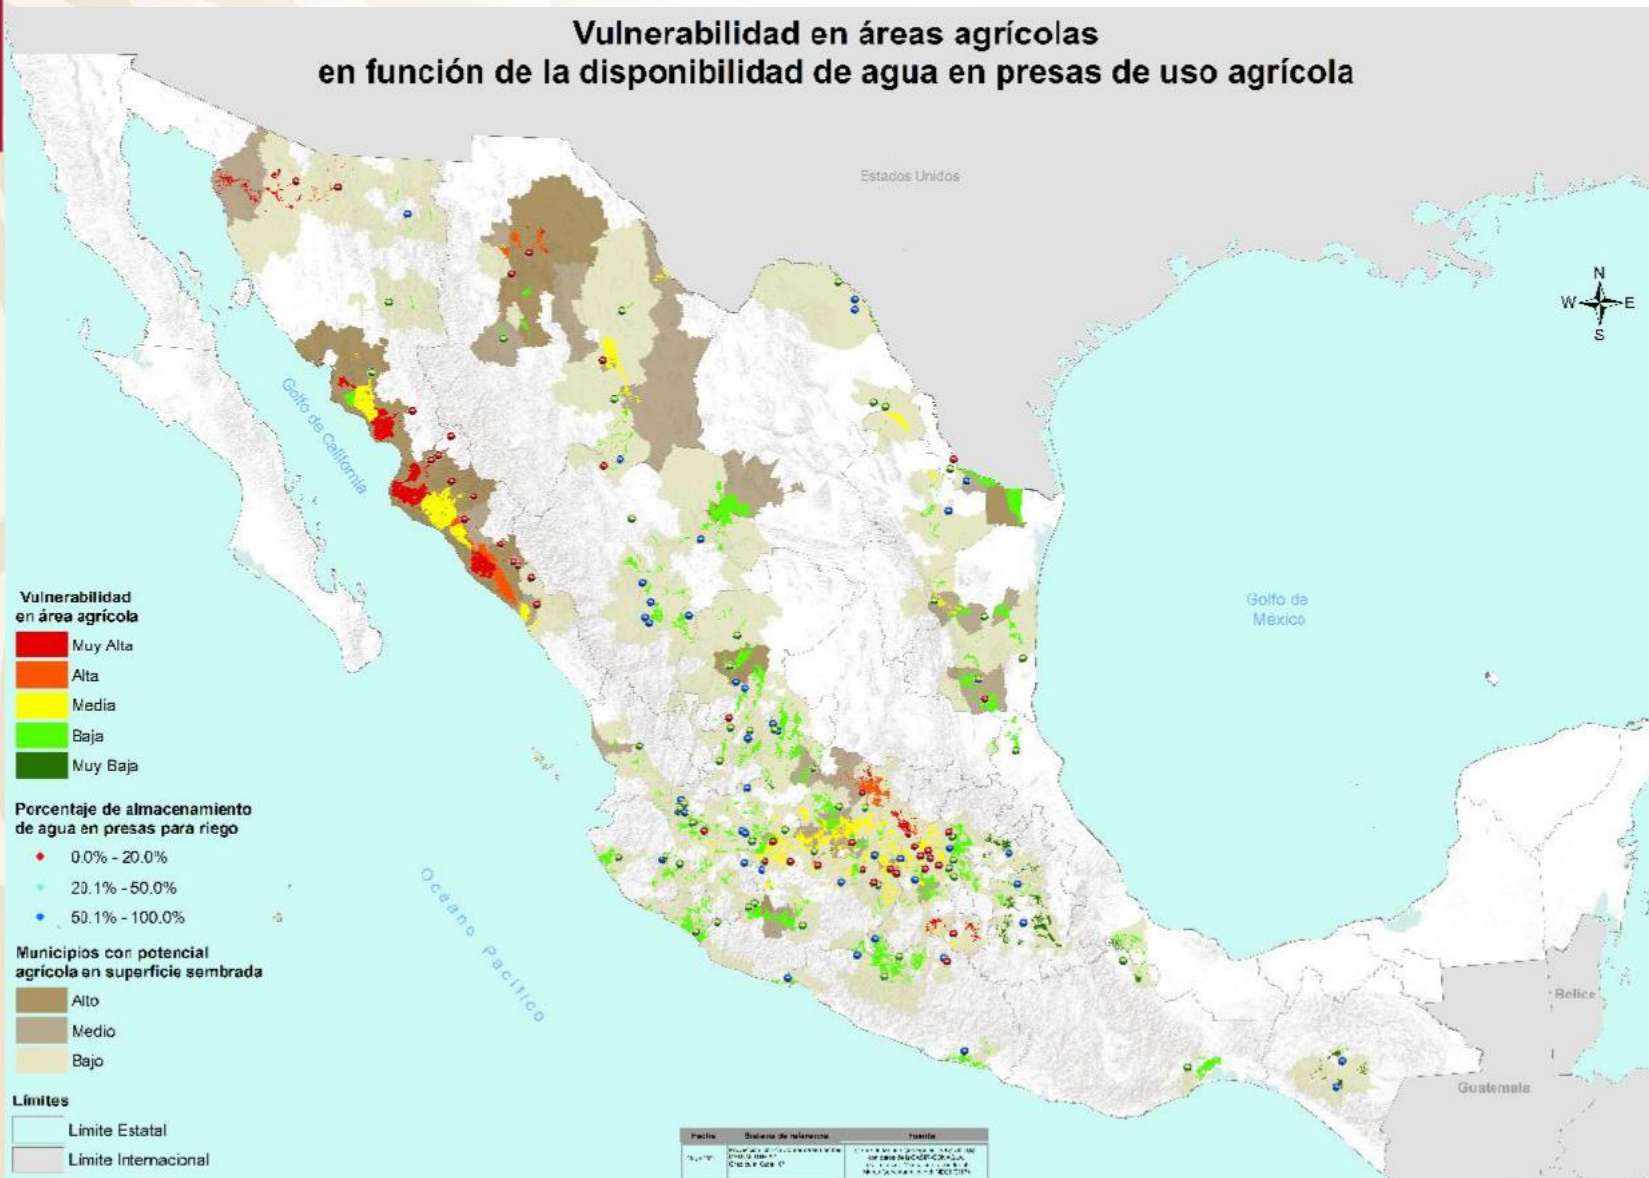 Vulnerabilidad en áreas agrícolas
en función de la disponibilidad de agua en presas de uso agrícola
Estados Unidos
N
W E
S
Golfo de California
Golfo de
México
Océano Pacífico
Belice
Guatemala
Vulnerabilidad
en área agrícola
Muy Alta
Alta
Media
Baja
Muy Baja
Porcentaje de almacenamiento
de agua en presas para riego
0.0% - 20.0%
20.1% - 50.0%
50.1% - 100.0%
Municipios con potencial
agrícola en superficie sembrada
Alto
Medio
Bajo
Límites
Limite Estatal
Limite Internacional
Fecha Sistema de referencia Fuente